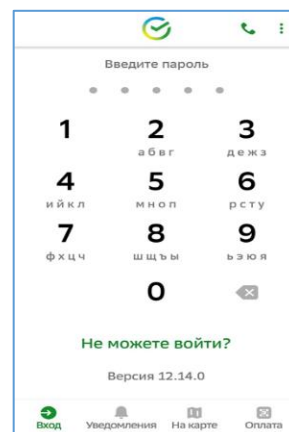 Введите пароль
1 2 3
абвг дежз
4 5 6
ийкл мноп рсту
7 8 9
фхцч шщъы ьэюя
0
Не можете войти?
Версия 12.14.0
Вход Уведомления На карте Оплата